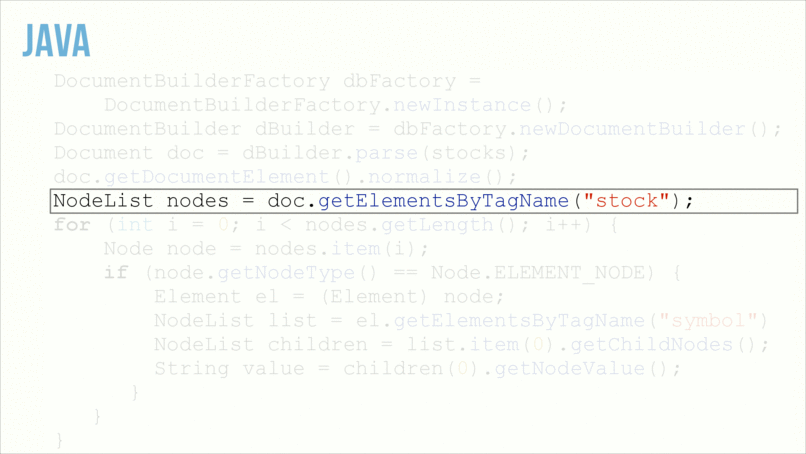 JAVA
DocumentBuilderFactory dbFactory =
DocumentBuilderFactory.newInstance();
DocumentBuilder dBuilder = dbFactory.newDocumentBuilder();
Document doc = dBuilder.parse(stocks);
doc.getDocumentElement().normalize();
NodeList nodes = doc.getElementsByTagName("stock");
for (int i = 0; i < nodes.getLength(); i++) {
Node node = nodes.item(i);
if (node.getNodeType() == Node.ELEMENT_NODE) {
Element el = (Element) node;
NodeList list = el.getElementsByTagName("symbol")
NodeList children = list.item(0).getChildNodes();
String value = children(0).getNodeValue();
}
}
}